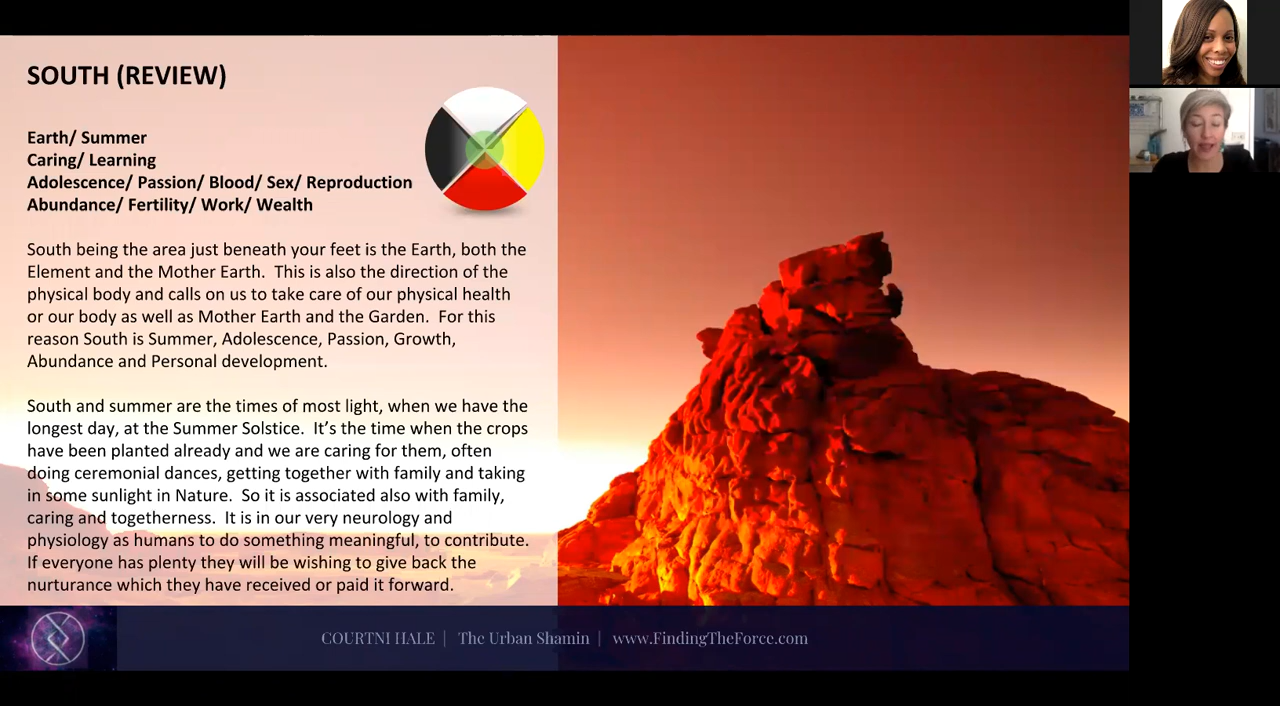 SOUTH (REVIEW)
Earth/ Summer
Caring/ Learning
Adolescence/ Passion/ Blood/ Sex/ Reproduction
Abundance/ Fertility/ Work/ Wealth
South being the area just beneath your feet is the Earth, both the
Element and the Mother Earth.  This is also the direction of the
physical body and calls on us to take care of our physical health
or our body as well as Mother Earth and the Garden.  For this
reason South is Summer, Adolescence, Passion, Growth,
Abundance and Personal development.
South and summer are the times of most light, when we have the
longest day, at the Summer Solstice.  It’s the time when the crops
have been planted already and we are caring for them, often
doing ceremonial dances, getting together with family and taking
in some sunlight in Nature.  So it is associated also with family,
caring and togetherness.  It is in our very neurology and
physiology as humans to do something meaningful, to contribute.
If everyone has plenty they will be wishing to give back the
nurturance which they have received or paid it forward.
COURTNI HALE | The Urban Shamin | www.FindingTheForce.com